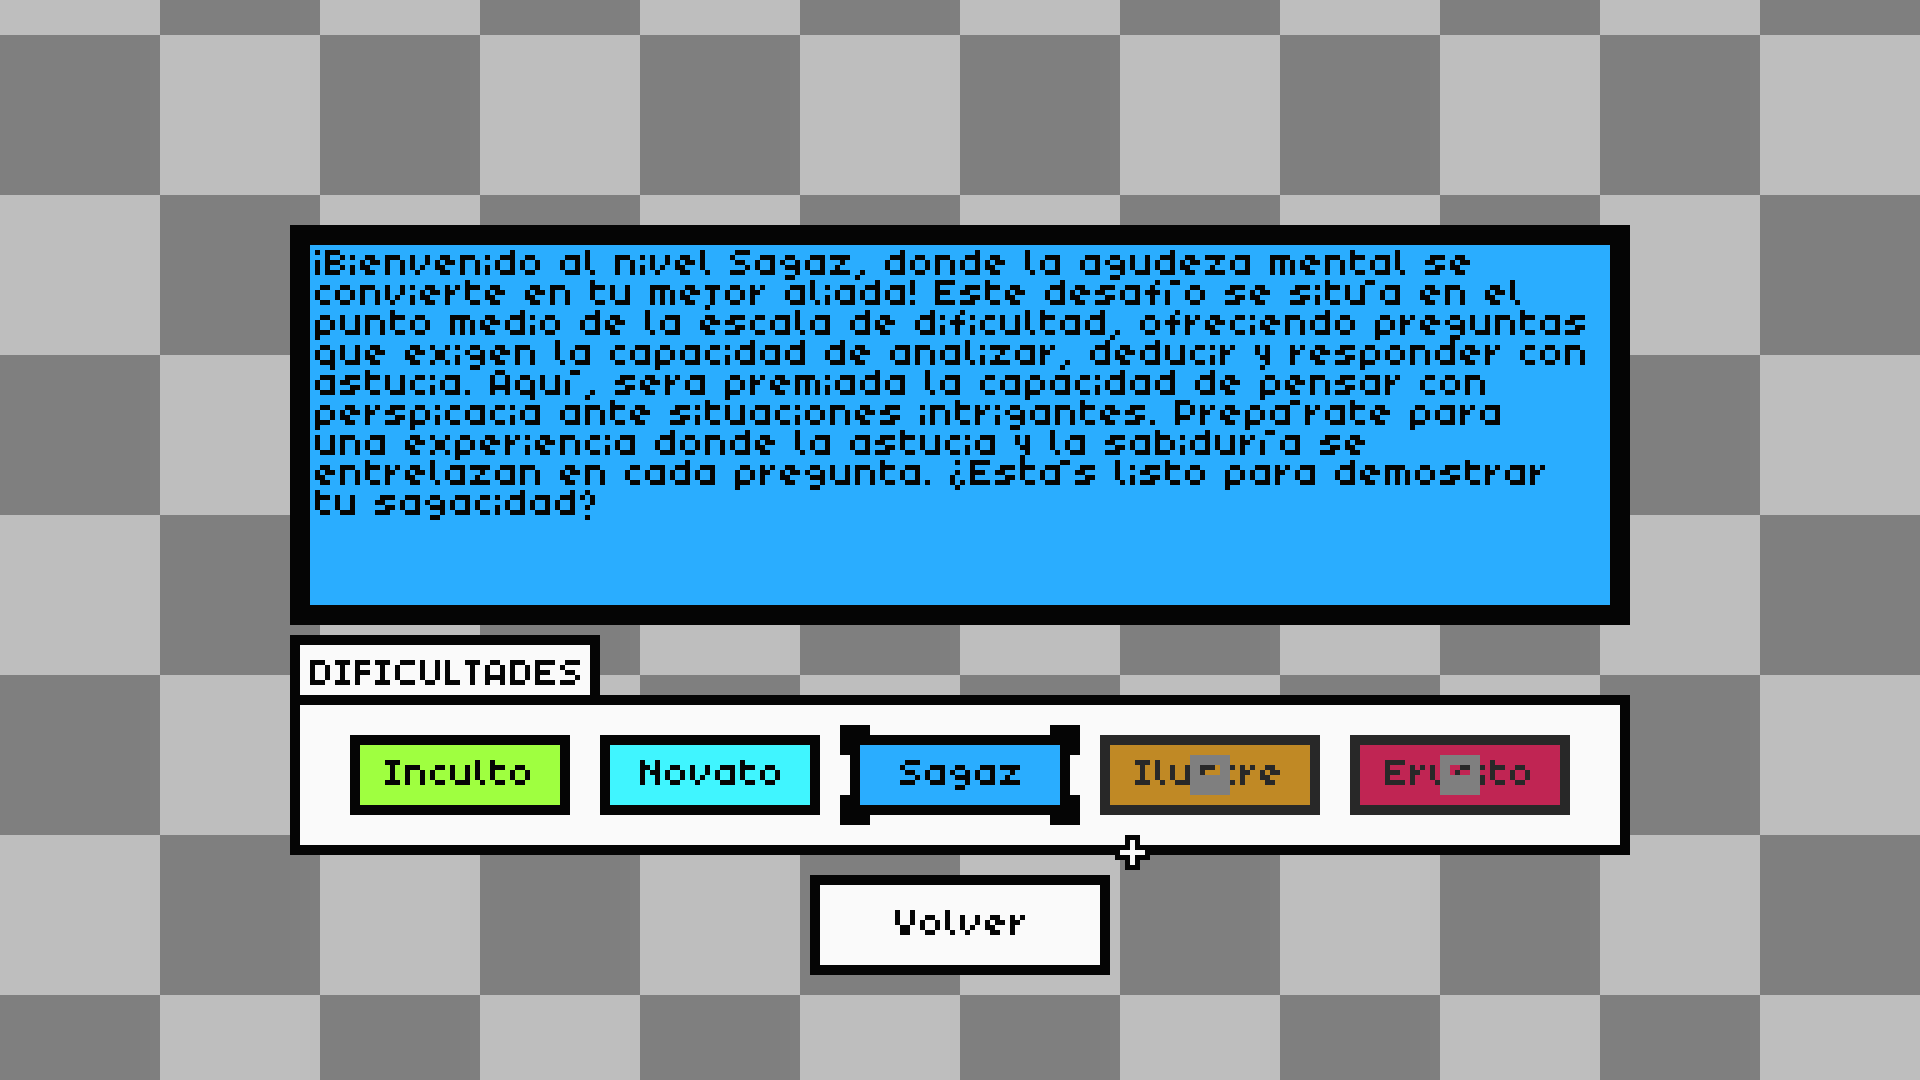 ¡Bienvenido al nivel Sagaz, donde la agudeza mental se
convierte en tu mejor aliada! Este desafío se sitúa en el
punto medio de la escala de dificultad, ofreciendo preguntas
que exigen la capacidad de analizar, deducir y responder con
astucia. Aquí, sera premiada la capacidad de pensar con
perspicacia ante situaciones intrigantes. Prepárate para
una experiencia donde la astucia y la sabiduría se
entrelazan en cada pregunta. ¿Estás listo para demostrar
tu sagacidad?
DIFICULTADES
Inculto Novato Sagaz
Volver